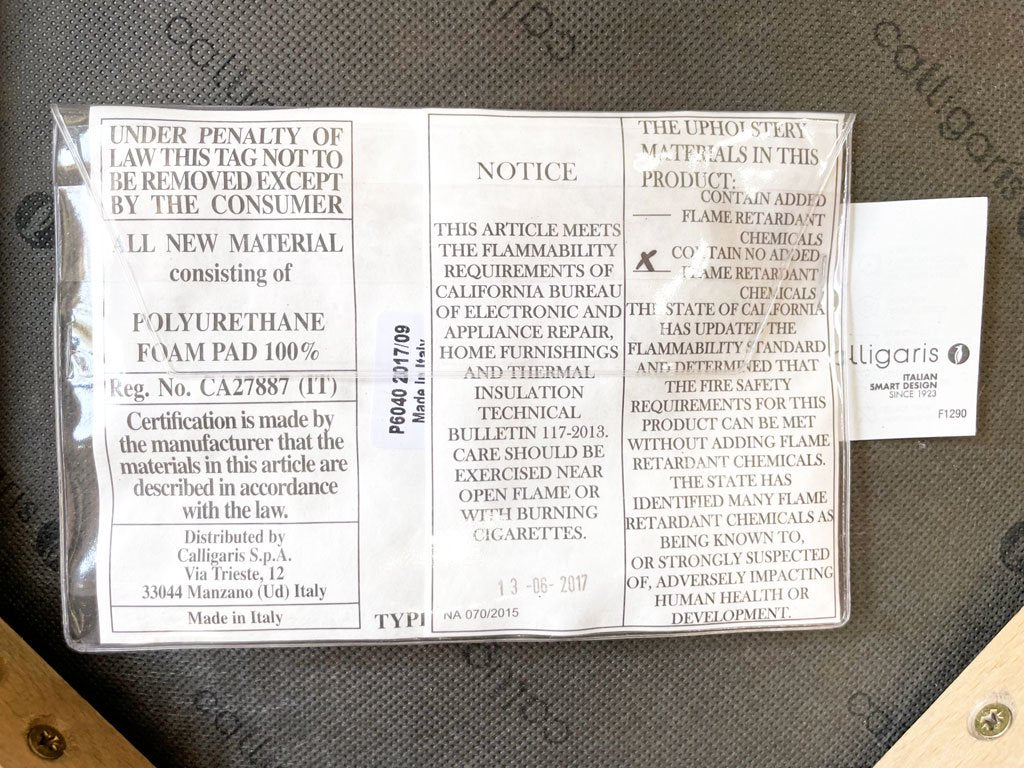 calligaris
calligaris
UNDER PENALTY OF
LAW THIS TAG NOT TO
BE REMOVED EXCEPT
BY THE CONSUMER
ALL NEW MATERIAL
consisting of
POLYURETHANE
FOAM PAD 100%
Reg. No. CA27887 (IT)
Certification is made by
the manufacturer that the
materials in this article are
described in accordance
with the law.
Distributed by
Calligaris S.p.A.
Via Trieste, 12
33044 Manzano (Ud) Italy
Made in Italy
P6040 2017/09
Made in Italy
NOTICE
THIS ARTICLE MEETS
THE FLAMMABILITY
REQUIREMENTS OF
CALIFORNIA BUREAU
OF ELECTRONIC AND
APPLIANCE REPAIR,
HOME FURNISHINGS
AND THERMAL
INSULATION
TECHNICAL
BULLETIN 117-2013.
CARE SHOULD BE
EXERCISED NEAR
OPEN FLAME OR
WITH BURNING
CIGARETTES.
13-06-2017
NA 070/2015
THE UPHOLSTERY
MATERIALS IN THIS
PRODUCT:
CONTAIN ADDED
FLAME RETARDANT
CHEMICALS
X CONTAIN NO ADDED
FLAME RETARDANT
CHEMICALS
THE STATE OF CALIFORNIA
HAS UPDATED THE
FLAMMABILITY STANDARD
AND DETERMINED THAT
THE FIRE SAFETY
REQUIREMENTS FOR THIS
PRODUCT CAN BE MET
WITHOUT ADDING FLAME
RETARDANT CHEMICALS.
THE STATE HAS
IDENTIFIED MANY FLAME
RETARDANT CHEMICALS AS
BEING KNOWN TO,
OR STRONGLY SUSPECTED
OF, ADVERSELY IMPACTING
HUMAN HEALTH OR
DEVELOPMENT.
calligaris
ITALIAN
SMART DESIGN
SINCE 1923
F1290